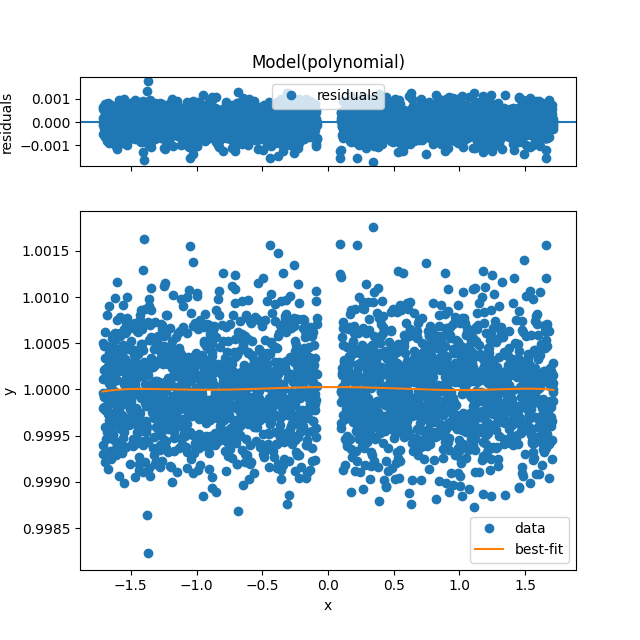 Model(polynomial)
residuals
0.001
0.000
−0.001
residuals
y
1.0015
1.0010
1.0005
1.0000
0.9995
0.9990
0.9985
data
best-fit
−1.5 −1.0 −0.5 0.0 0.5 1.0 1.5
x